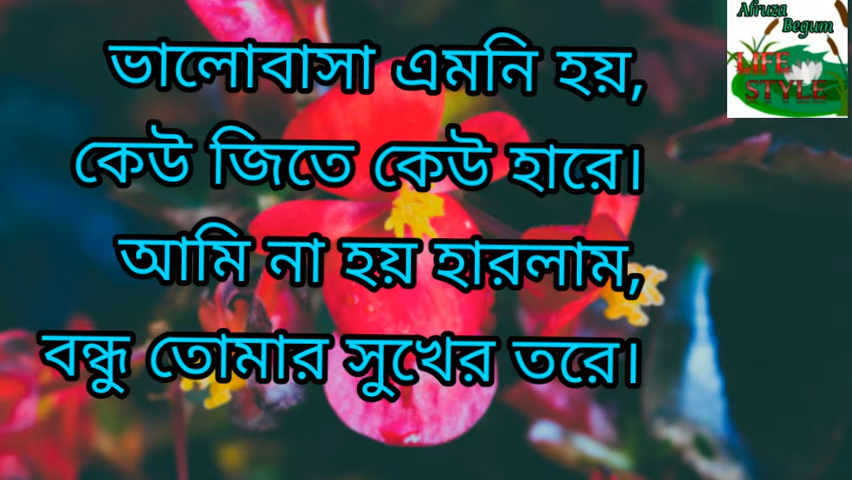 ভালোবাসা এমনি হয়,
কেউ জিতে কেউ হারে।
আমি না হয় হারলাম,
বন্ধু তোমার সুখের তরে।
Afruza
Begum
LIFE
STYLE